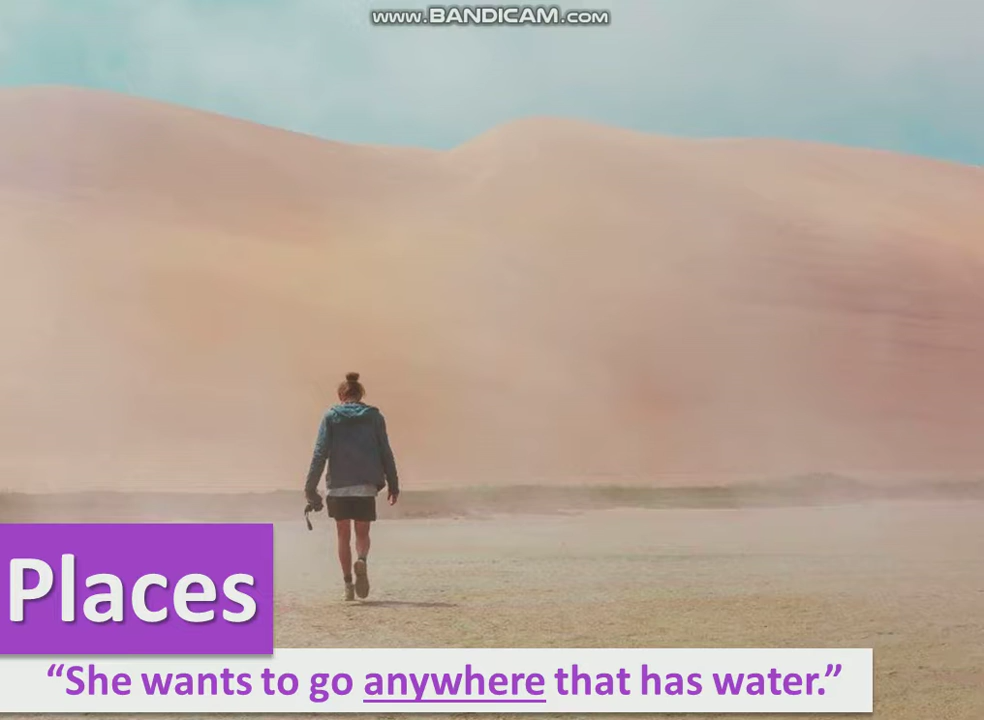 www.BANDICAM.com
Places
“She wants to go anywhere that has water.”